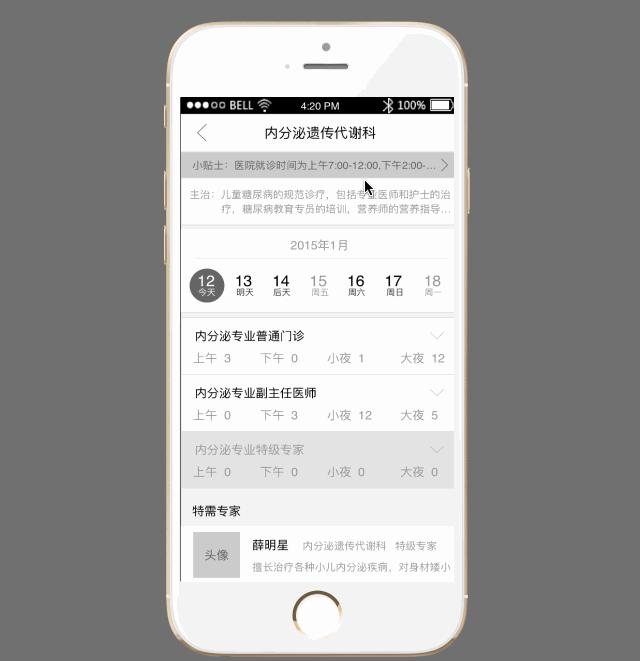 BELL 4:20 PM 100%
内分泌遗传代谢科
小贴士：医院就诊时间为上午7:00-12:00,下午2:00-...
主治：儿童糖尿病的规范诊疗，包括专业医师和护士的治
疗，糖尿病教育专员的培训，营养师的营养指导...
2015年1月
12 13 14 15 16 17 18
今天 明天 后天 周五 周六 周日 周一
内分泌专业普通门诊
上午 3 下午 0 小夜 1 大夜 12
内分泌专业副主任医师
上午 0 下午 3 小夜 12 大夜 5
内分泌专业特级专家
上午 0 下午 0 小夜 0 大夜 0
特需专家
头像
薛明星 内分泌遗传代谢科 特级专家
擅长治疗各种小儿内分泌疾病，对身材矮小